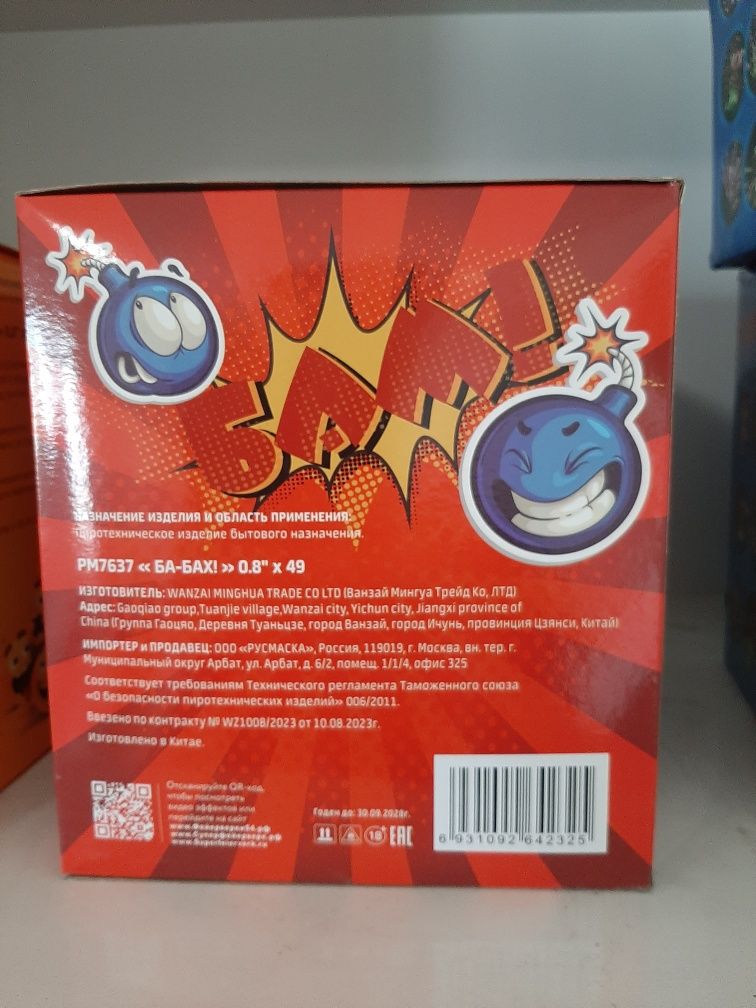 БАМ!
НАЗНАЧЕНИЕ ИЗДЕЛИЯ И ОБЛАСТЬ ПРИМЕНЕНИЯ:
пиротехническое изделие бытового назначения.
РМ7637 « БА-БАХ! » 0.8" х 49
ИЗГОТОВИТЕЛЬ: WANZAI MINGHUA TRADE CO LTD (Ванзай Мингуа Трейд Ко, ЛТД)
Адрес: Gaoqiao group,Tuanjie village,Wanzai city, Yichun city, Jiangxi province of
China (Группа Гаоцяо, Деревня Туаньцзе, город Ванзай, город Ичунь, провинция Цзянси, Китай)
ИМПОРТЕР и ПРОДАВЕЦ: ООО «РУСМАСКА», Россия, 119019, г. Москва, вн. тер. г.
Муниципальный округ Арбат, ул. Арбат, д. 6/2, помещ. 1/1/4, офис 325
Соответствует требованиям Технического регламента Таможенного союза
«О безопасности пиротехнических изделий» 006/2011.
Ввезено по контракту № WZ1008/2023 от 10.08.2023г.
Изготовлено в Китае.
Отсканируйте QR-код,
чтобы посмотреть
видео эффектов или
перейдите на сайт
Годен до: 30.09.2028г.
18+ EAC
6 931092 642325